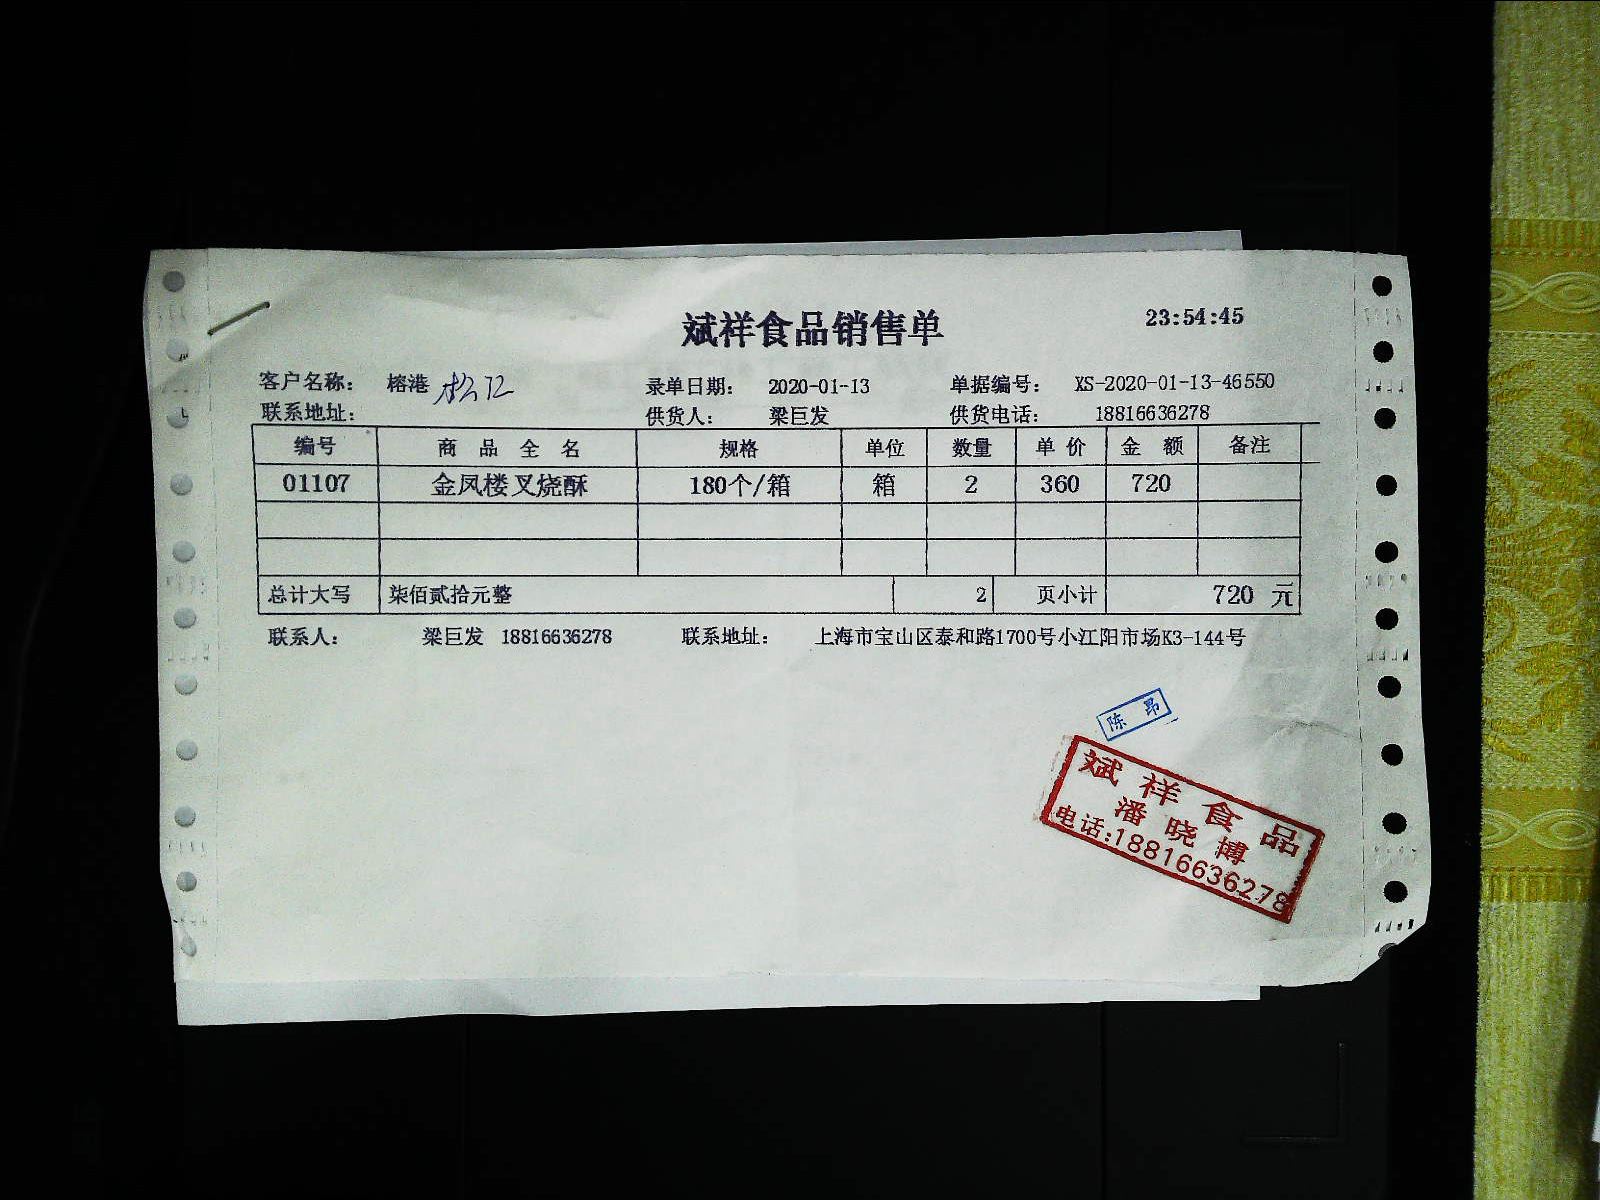 斌祥食品销售单 23:54:45
客户名称： 榕港 松江 录单日期： 2020-01-13 单据编号： XS-2020-01-13-46550
联系地址： 供货人： 梁巨发 供货电话： 18816636278
编号 商品全名 规格 单位 数量 单价 金额 备注
01107 金凤楼叉烧酥 180个/箱 箱 2 360 720
总计大写 柒佰贰拾元整 2 页小计 720 元
联系人： 梁巨发 18816636278 联系地址： 上海市宝山区泰和路1700号小江阳市场K3-144号
陈昂
斌祥食品
潘晓博
电话:18816636278